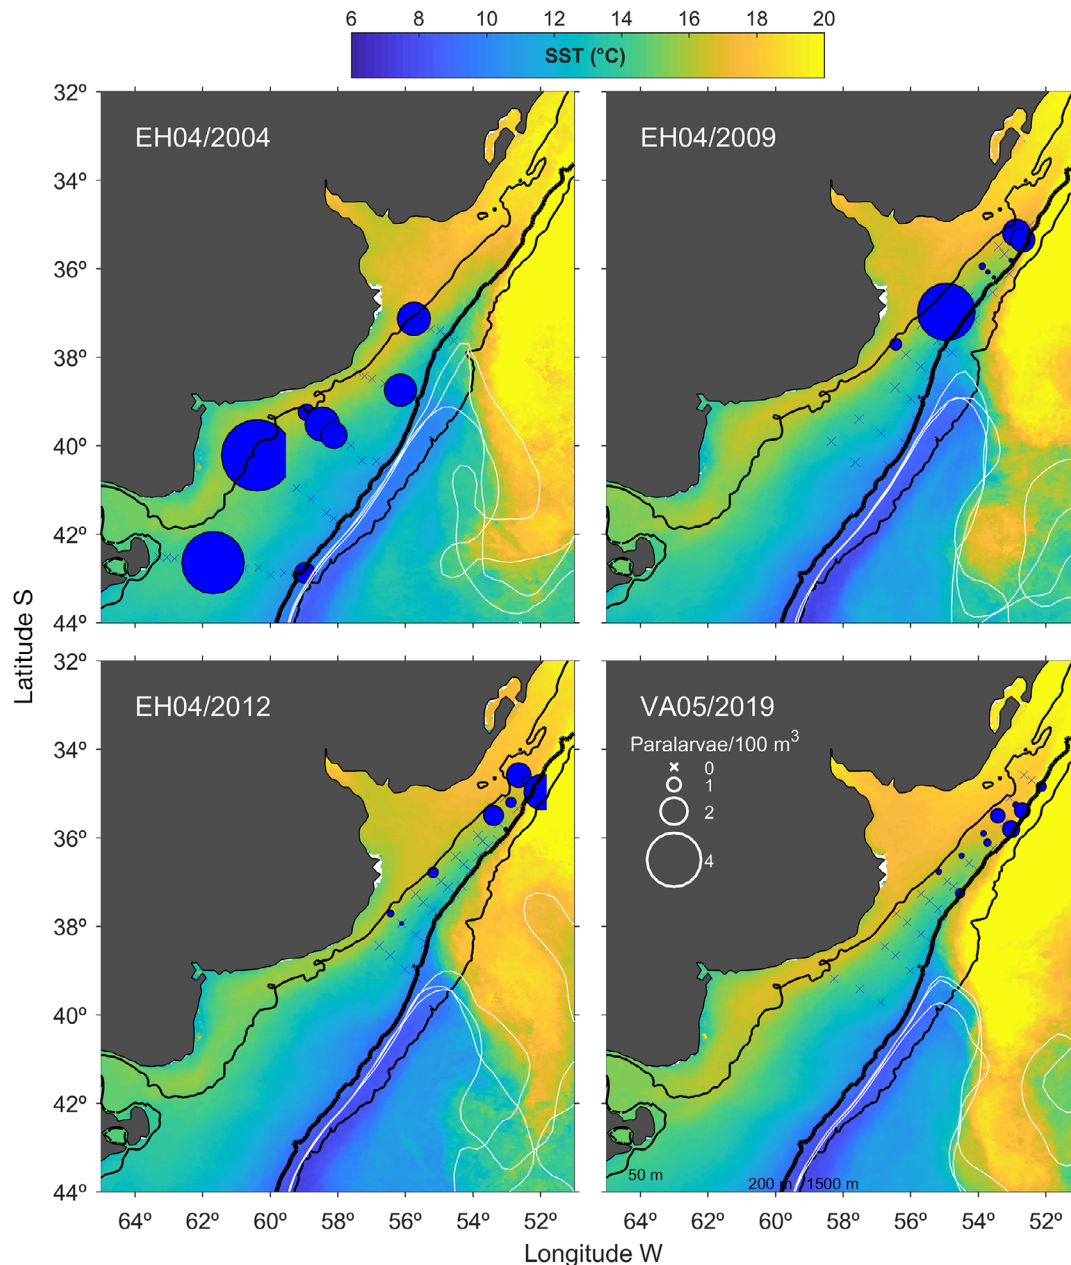 6 8 10 12 14 16 18 20
SST (°C)
32º
34º
36º
38º
40º
42º
44º
EH04/2004
EH04/2009
32º
34º
36º
38º
40º
42º
44º
EH04/2012
VA05/2019
Paralarvae/100 m³
0
1
2
4
50 m
200 m 1500 m
64º 62º 60º 58º 56º 54º 52º
64º 62º 60º 58º 56º 54º 52º
Latitude S
Longitude W